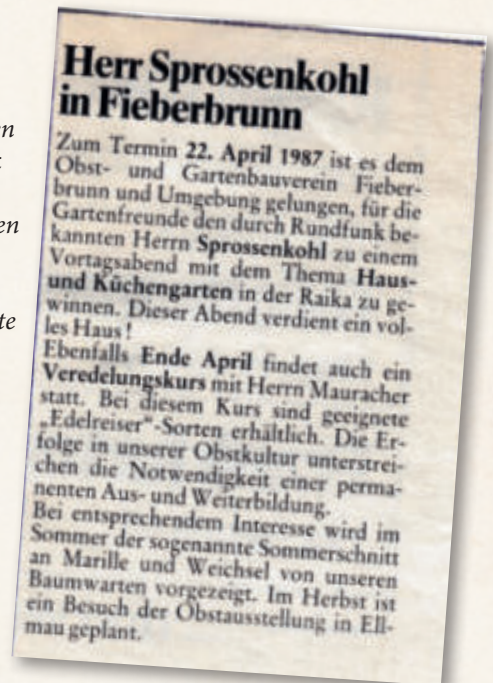 en
en
te
Herr Sprossenkohl
in Fieberbrunn
Zum Termin 22. April 1987 ist es dem
Obst- und Gartenbauverein Fieber-
brunn und Umgebung gelungen, für die
Gartenfreunde den durch Rundfunk be-
kannten Herrn Sprossenkohl zu einem
Vortagsabend mit dem Thema Haus-
und Küchengarten in der Raika zu ge-
winnen. Dieser Abend verdient ein vol-
les Haus!
Ebenfalls Ende April findet auch ein
Veredelungskurs mit Herrn Mauracher
statt. Bei diesem Kurs sind geeignete
„Edelreiser"-Sorten erhältlich. Die Er-
folge in unserer Obstkultur unterstrei-
chen die Notwendigkeit einer perma-
nenten Aus- und Weiterbildung.
Bei entsprechendem Interesse wird im
Sommer der sogenannte Sommerschnitt
an Marille und Weichsel von unseren
Baumwarten vorgezeigt. Im Herbst ist
ein Besuch der Obstausstellung in Ell-
mau geplant.